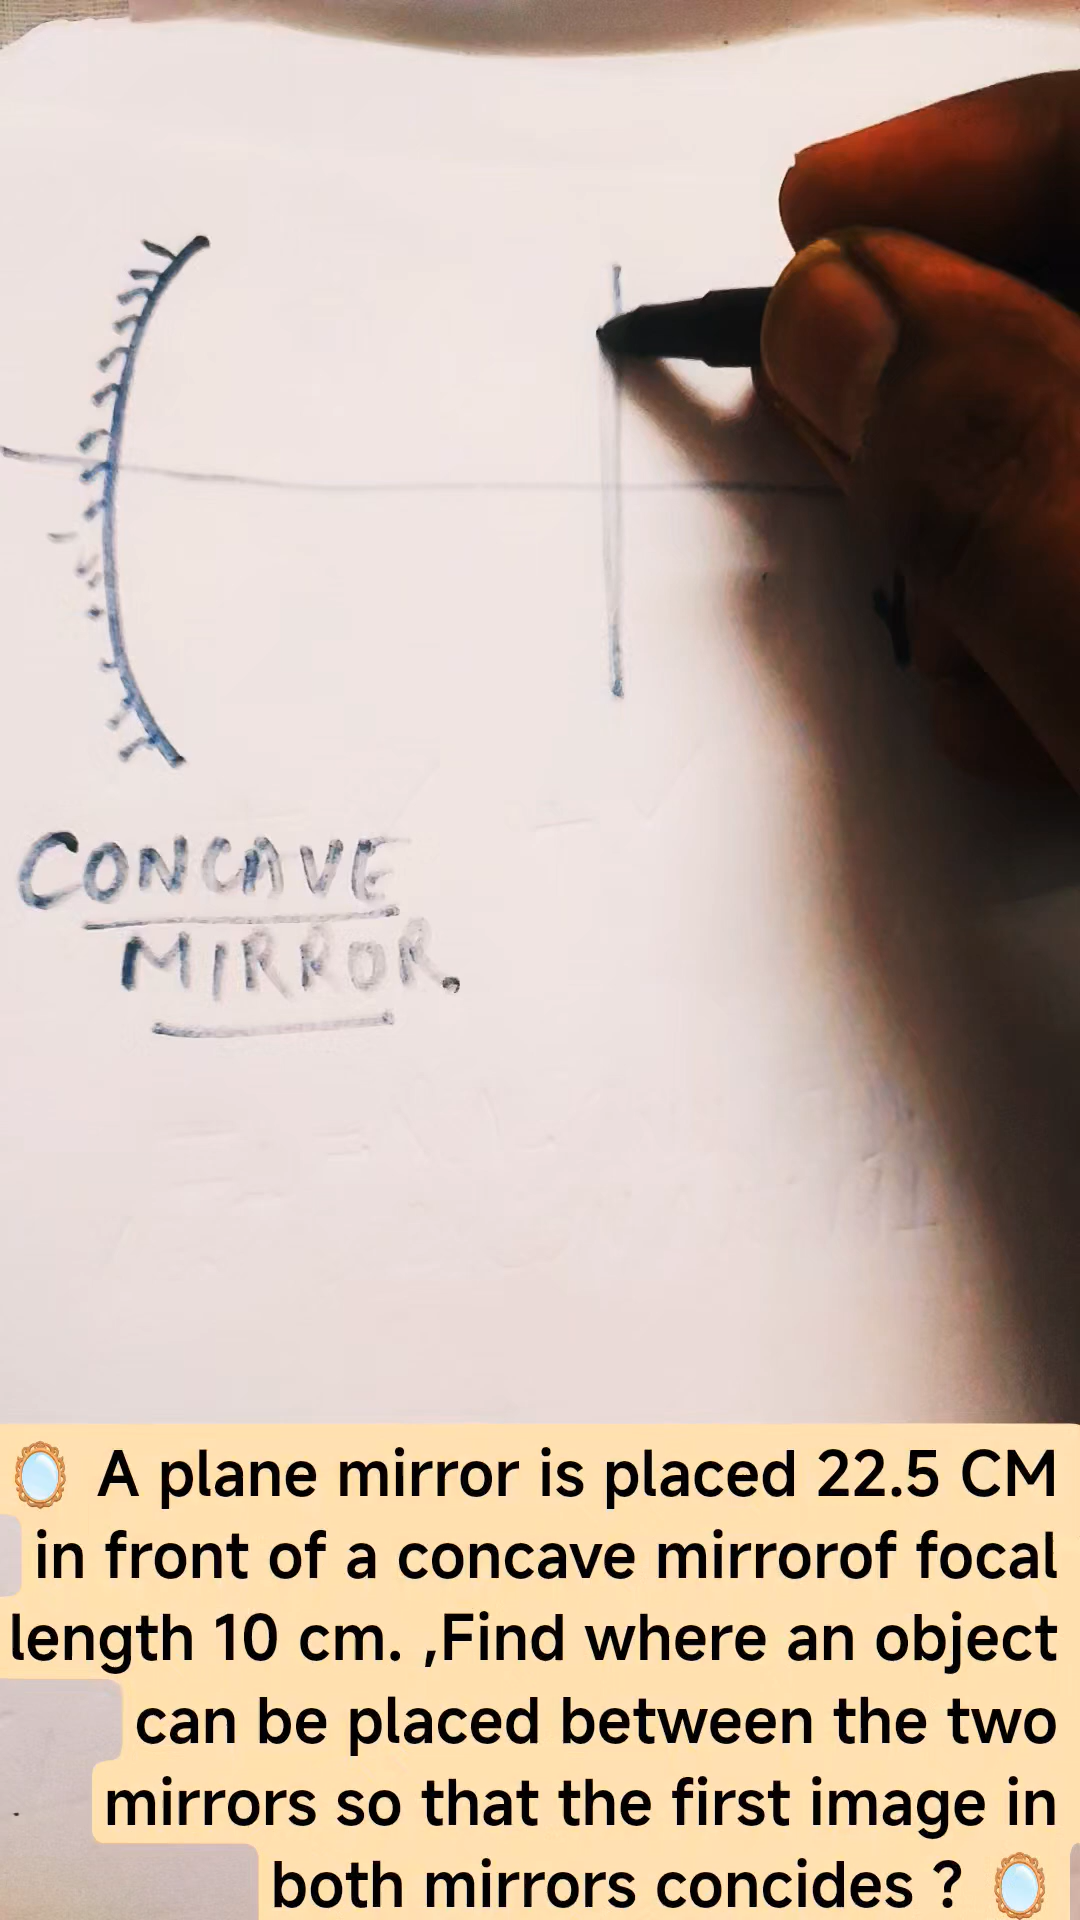 CONCAVE
MIRROR.
🪞 A plane mirror is placed 22.5 CM
in front of a concave mirrorof focal
length 10 cm. ,Find where an object
can be placed between the two
mirrors so that the first image in
both mirrors concides ? 🪞